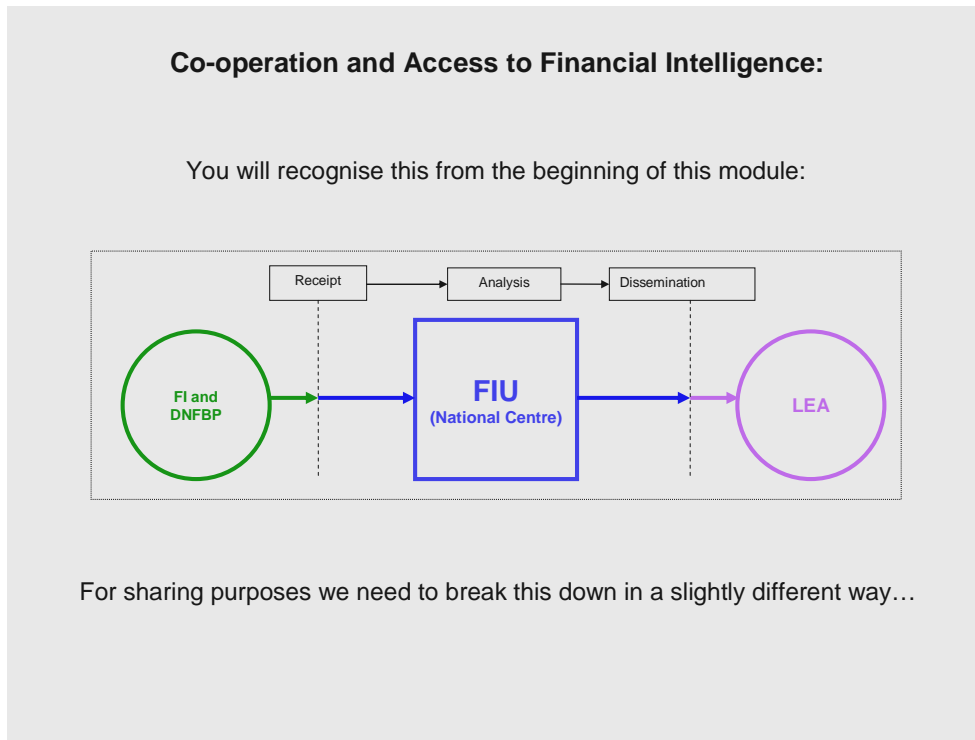 Co-operation and Access to Financial Intelligence:
You will recognise this from the beginning of this module:
Receipt
Analysis
Dissemination
FI and
DNFBP
FIU
(National Centre)
LEA
For sharing purposes we need to break this down in a slightly different way…